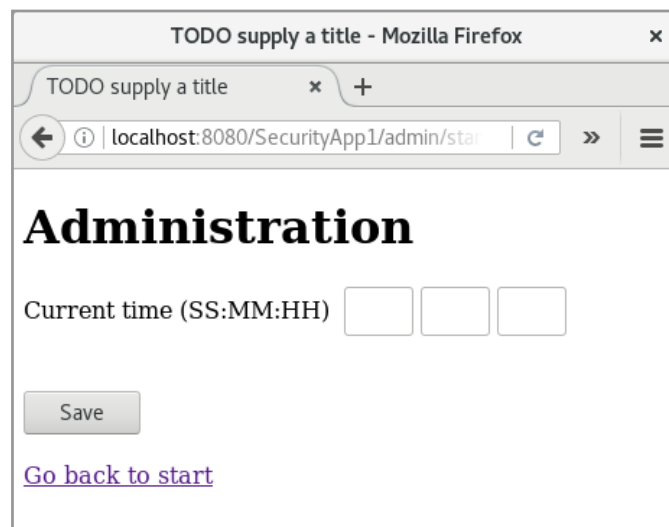 TODO supply a title - Mozilla Firefox
TODO supply a title
localhost:8080/SecurityApp1/admin/sta
Administration
Current time (SS:MM:HH)
Save
Go back to start